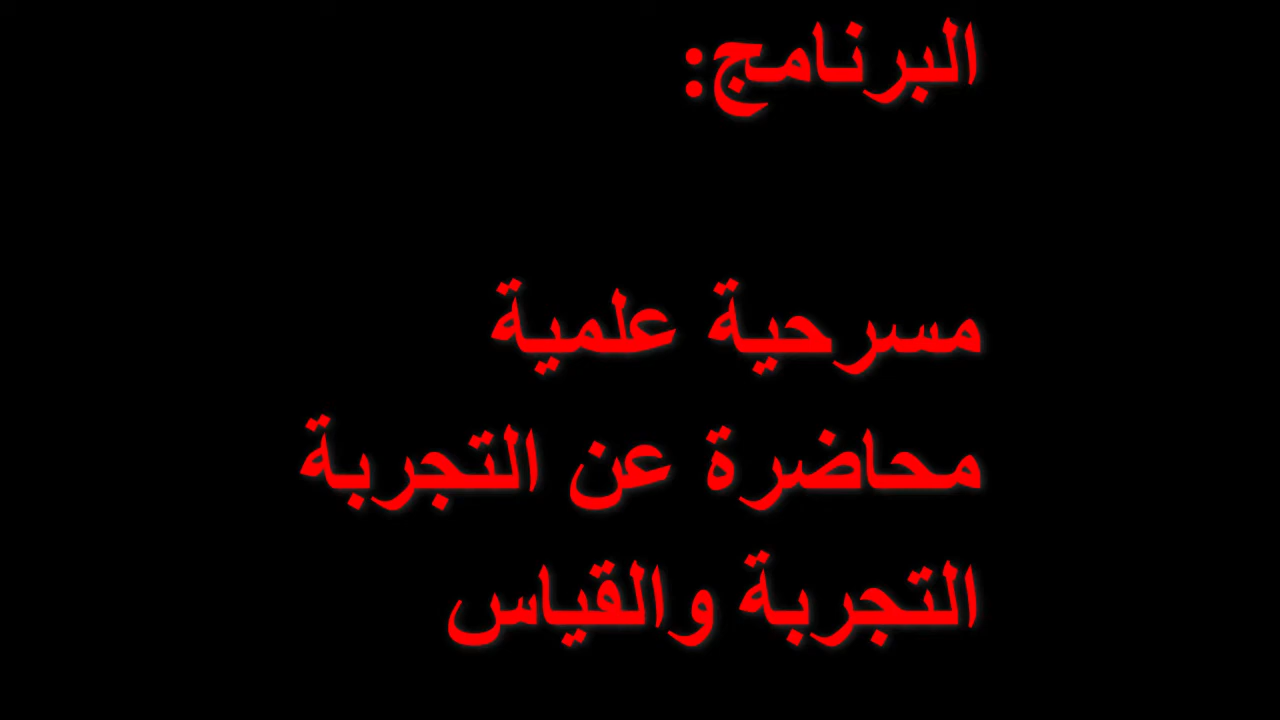 البرنامج:
مسرحية علمية
محاضرة عن التجربة
التجربة والقياس